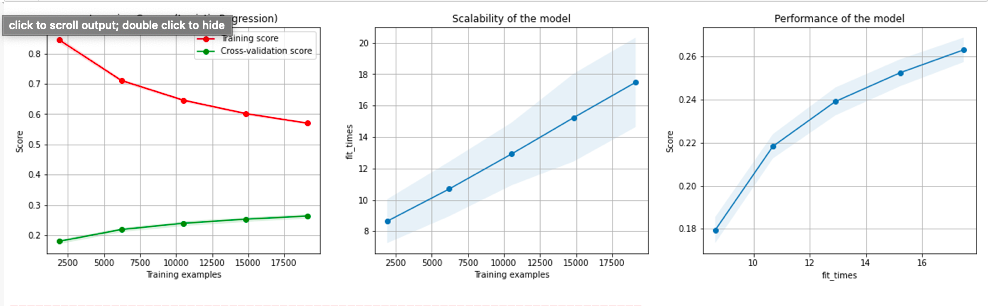 click to scroll output; double click to hide
Regression)
Training score
Cross-validation score
Score
0.8
0.7
0.6
0.5
0.4
0.3
0.2
2500 5000 7500 10000 12500 15000 17500
Training examples
Scalability of the model
fit_times
20
18
16
14
12
10
8
2500 5000 7500 10000 12500 15000 17500
Training examples
Performance of the model
Score
0.26
0.24
0.22
0.20
0.18
10 12 14 16
fit_times